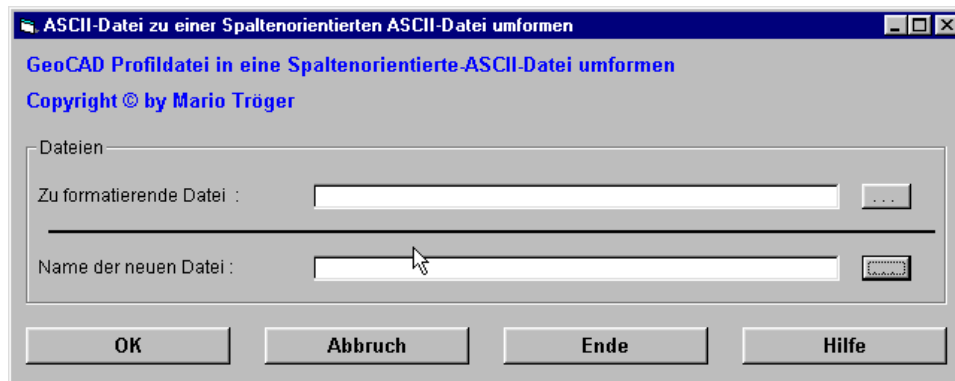 ASCII-Datei zu einer Spaltenorientierten ASCII-Datei umformen
GeoCAD Profildatei in eine Spaltenorientierte-ASCII-Datei umformen
Copyright © by Mario Tröger
Dateien
Zu formatierende Datei :
...
Name der neuen Datei :
...
OK Abbruch Ende Hilfe